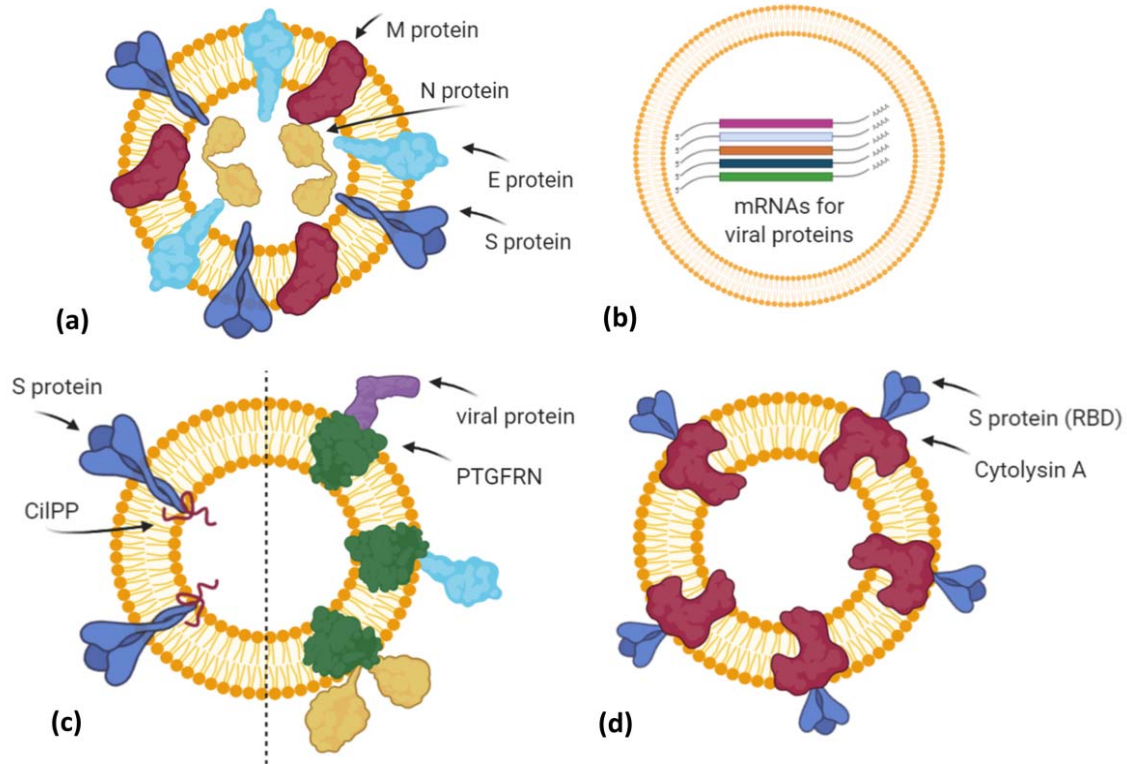 M protein
N protein
E protein
S protein
(a)
mRNAs for
viral proteins
(b)
S protein
CilPP
viral protein
PTGFRN
(c)
S protein (RBD)
Cytolysin A
(d)